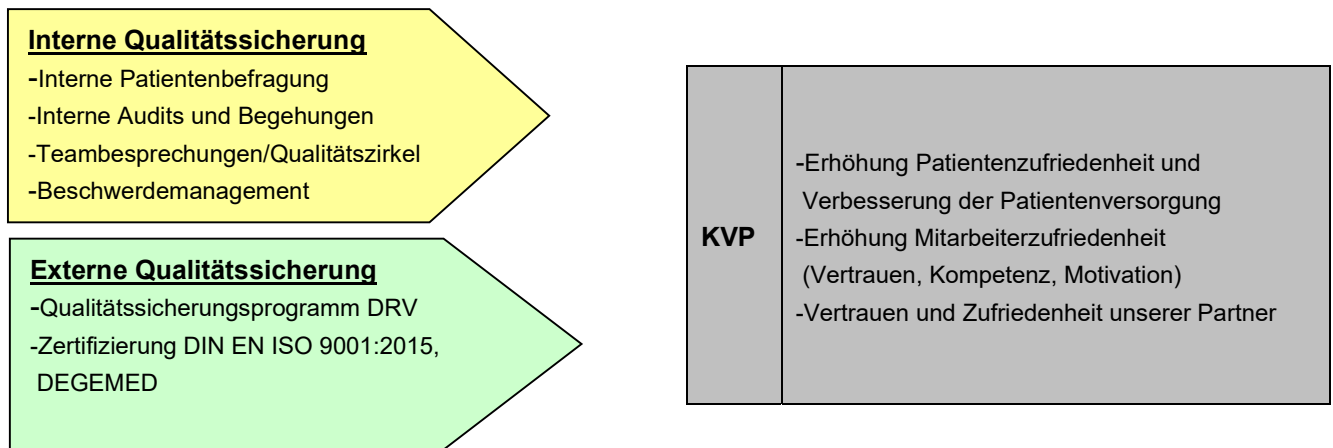 Interne Qualitätssicherung
-Interne Patientenbefragung
-Interne Audits und Begehungen
-Teambesprechungen/Qualitätszirkel
-Beschwerdemanagement
Externe Qualitätssicherung
-Qualitätssicherungsprogramm DRV
-Zertifizierung DIN EN ISO 9001:2015,
DEGEMED
KVP
-Erhöhung Patientenzufriedenheit und
Verbesserung der Patientenversorgung
-Erhöhung Mitarbeiterzufriedenheit
(Vertrauen, Kompetenz, Motivation)
-Vertrauen und Zufriedenheit unserer Partner